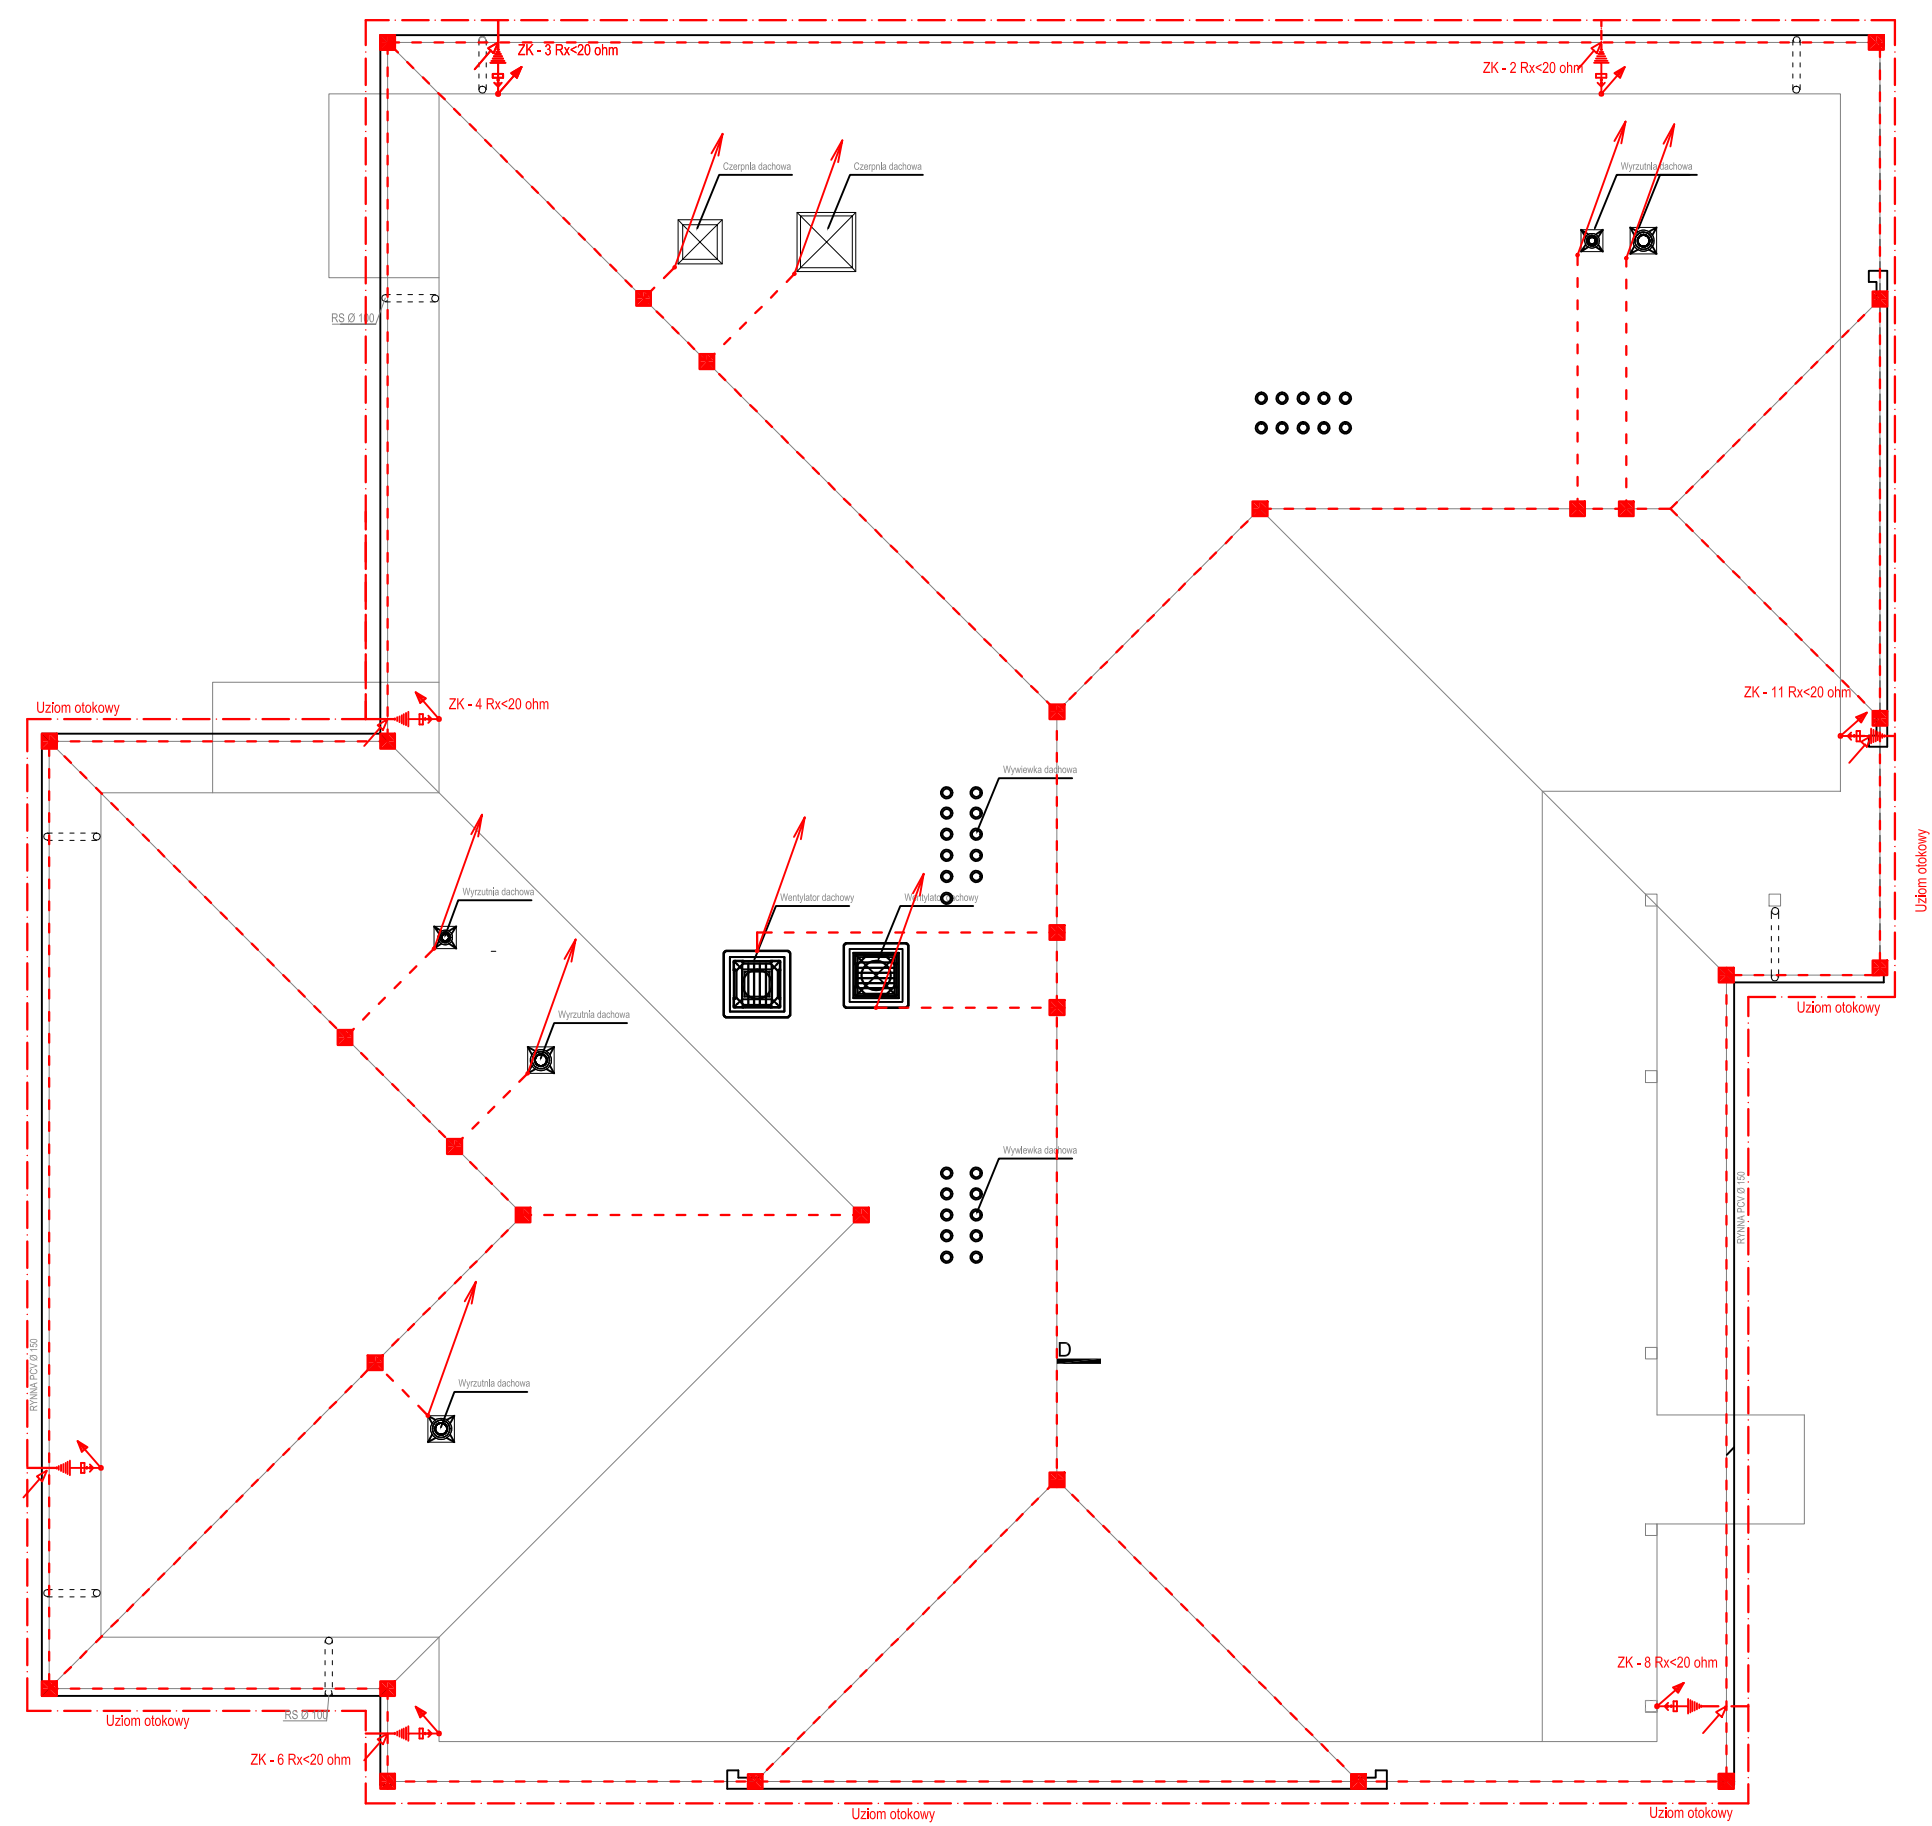 ZK - 3 Rx<20 ohm
ZK - 2 Rx<20 ohm
Czerpnia dachowa
Czerpnia dachowa
Wyrzutnia dachowa
RS Ø 100
ZK - 11 Rx<20 ohm
ZK - 4 Rx<20 ohm
Uziom otokowy
Wywiewka dachowa
Uziom otokowy
Wyrzutnia dachowa
Wentylator dachowy
Wentylator dachowy
Uziom otokowy
Wyrzutnia dachowa
Wywiewka dachowa
RYNNA PCV Ø 150
D
RYNNA PCV Ø 150
Wyrzutnia dachowa
ZK - 8 Rx<20 ohm
RS Ø 100
Uziom otokowy
ZK - 6 Rx<20 ohm
Uziom otokowy
Uziom otokowy